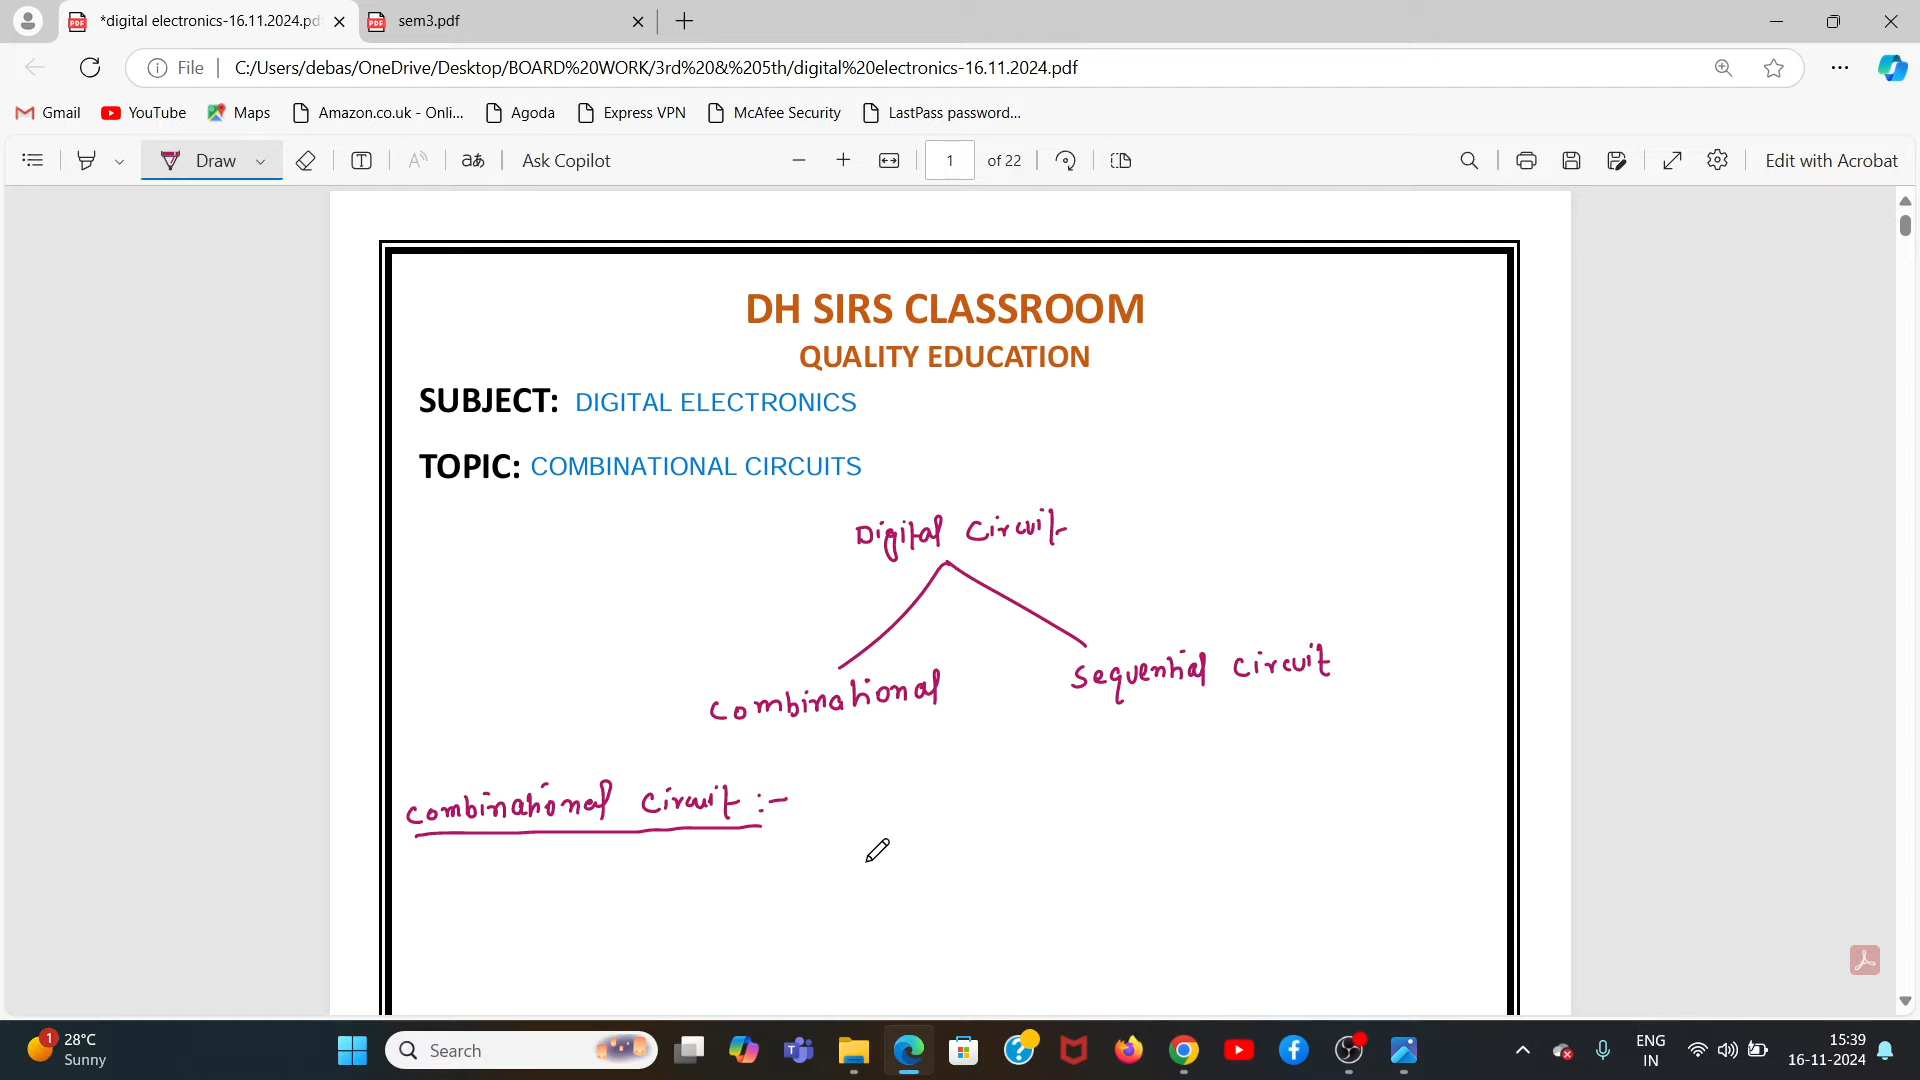 *digital electronics-16.11.2024.pd
sem3.pdf
File
C:/Users/debas/OneDrive/Desktop/BOARD%20WORK/3rd%20&%205th/digital%20electronics-16.11.2024.pdf
Gmail
YouTube
Maps
Amazon.co.uk - Onli...
Agoda
Express VPN
McAfee Security
LastPass password...
Draw
Ask Copilot
1 of 22
Edit with Acrobat
DH SIRS CLASSROOM
QUALITY EDUCATION
SUBJECT: DIGITAL ELECTRONICS
TOPIC: COMBINATIONAL CIRCUITS
Digital Circuit
Combinational
Sequential Circuit
Combinational Circuit :-
1
28°C
Sunny
Search
ENG
IN
15:39
16-11-2024